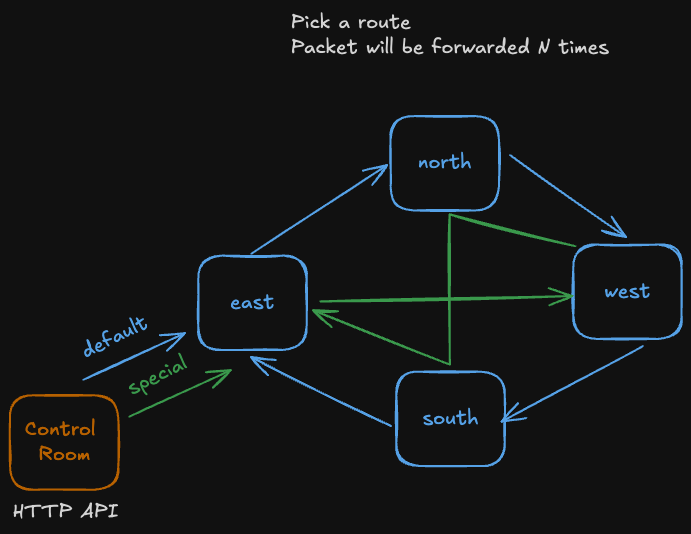 Pick a route
Packet will be forwarded N times
north
east
west
default
special
south
Control
Room
HTTP API